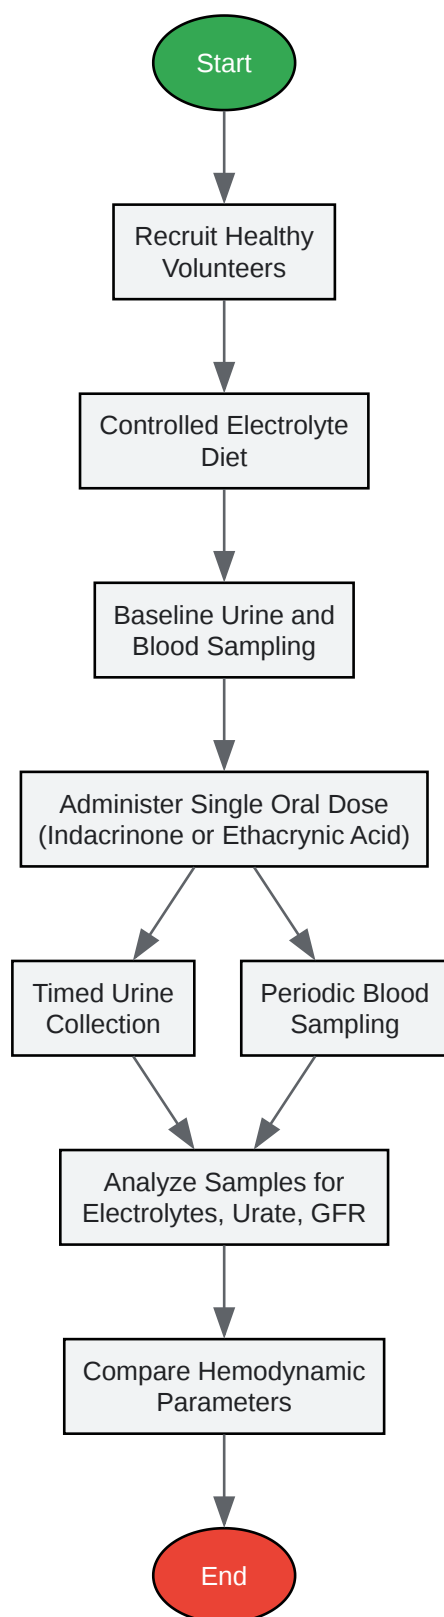 Start
Recruit Healthy
Volunteers
Controlled Electrolyte
Diet
Baseline Urine and
Blood Sampling
Administer Single Oral Dose
(Indacrinone or Ethacrynic Acid)
Timed Urine
Collection
Periodic Blood
Sampling
Analyze Samples for
Electrolytes, Urate, GFR
Compare Hemodynamic
Parameters
End